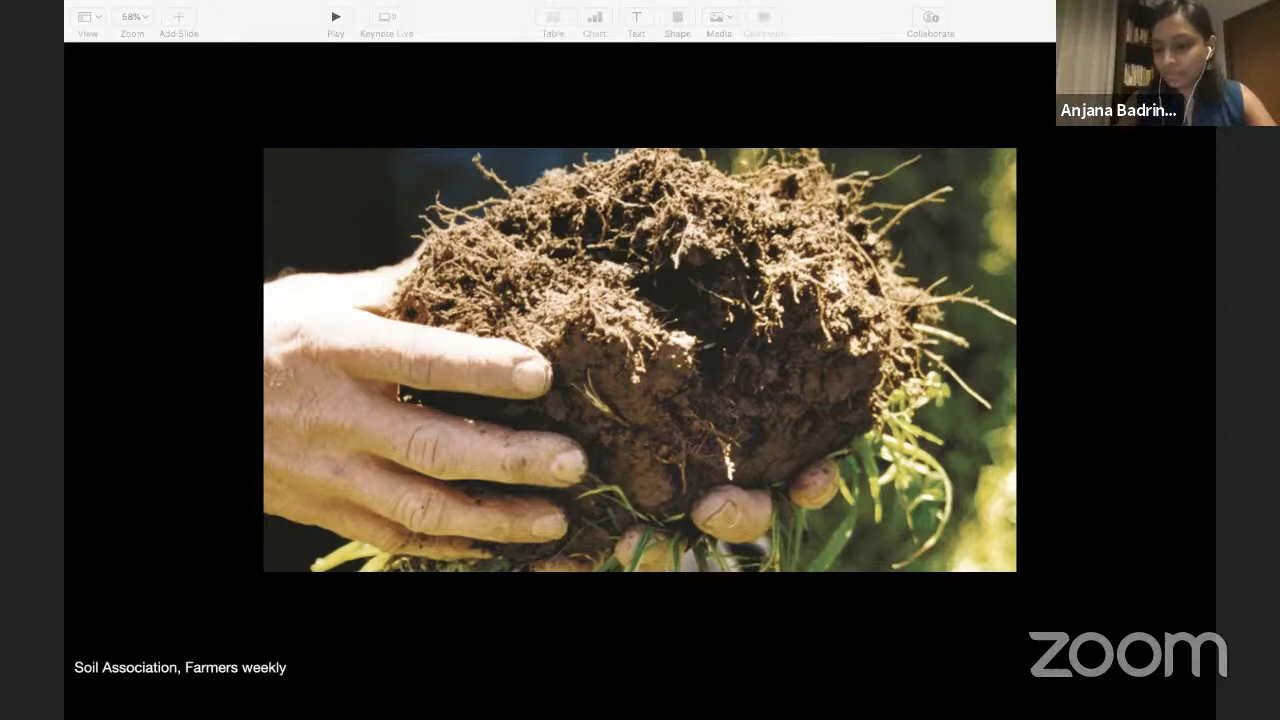 58%
View
Zoom
Add Slide
Play
Keynote Live
Table
Chart
Text
Shape
Media
Comment
Collaborate
Anjana Badrin...
Soil Association, Farmers weekly
zoom